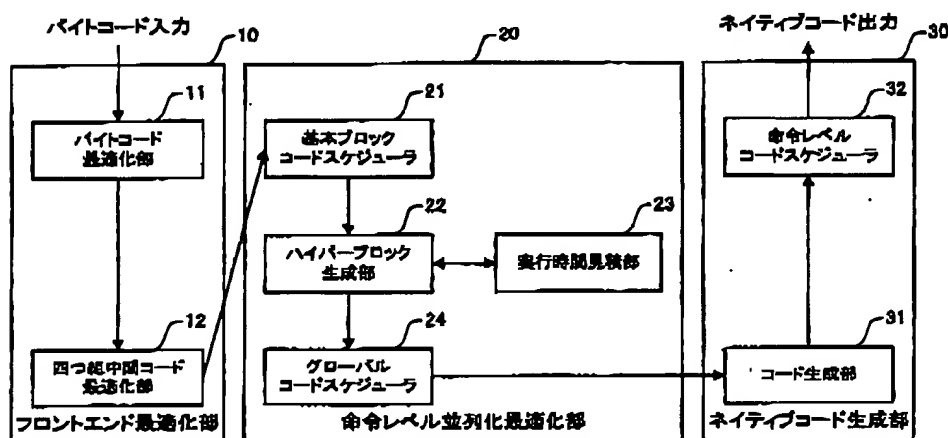 バイトコード入力
10
11
バイトコード
最適化部
12
四つ組中間コード
最適化部
フロントエンド最適化部
20
21
基本ブロック
コードスケジューラ
22
ハイパーブロック
生成部
23
実行時間見積部
24
グローバル
コードスケジューラ
命令レベル並列化最適化部
ネイティブコード出力
30
32
命令レベル
コードスケジューラ
31
コード生成部
ネイティブコード生成部